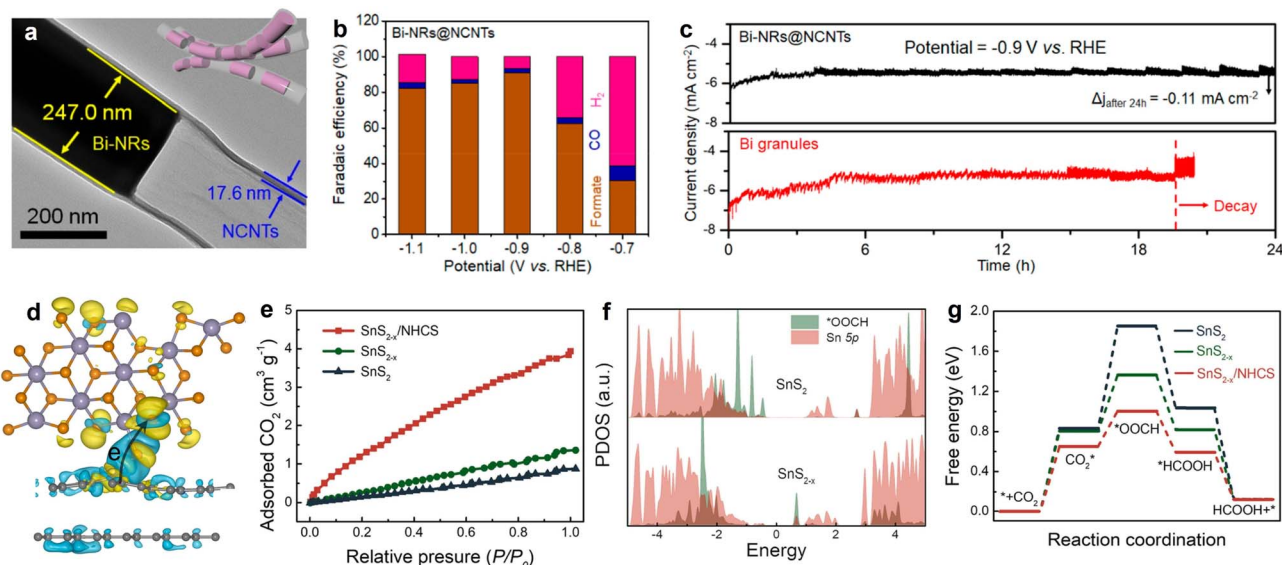 a
247.0 nm
Bi-NRs
17.6 nm
NCNTs
200 nm
b
Bi-NRs@NCNTs
Faradaic efficiency (%)
120
100
80
60
40
20
0
H2
CO
Formate
-1.1
-1.0
-0.9
-0.8
-0.7
Potential (V vs. RHE)
c
Bi-NRs@NCNTs
Potential = -0.9 V vs. RHE
Δjafter 24h = -0.11 mA cm-2
Bi granules
Decay
Current density (mA cm-2)
-4
-6
-8
-4
-6
-8
0
6
12
18
24
Time (h)
d
e
e
SnS2-x/NHCS
SnS2-x
SnS2
Adsorbed CO2 (cm3 g-1)
5
4
3
2
1
0
0.0
0.2
0.4
0.6
0.8
1.0
Relative presure (P/P0)
f
*OOCH
Sn 5p
SnS2
SnS2-x
PDOS (a.u.)
-4
-2
0
2
4
Energy
g
SnS2
SnS2-x
SnS2-x/NHCS
Free energy (eV)
2.0
1.6
1.2
0.8
0.4
0.0
*+CO2
CO2*
*OOCH
*HCOOH
HCOOH+*
Reaction coordination